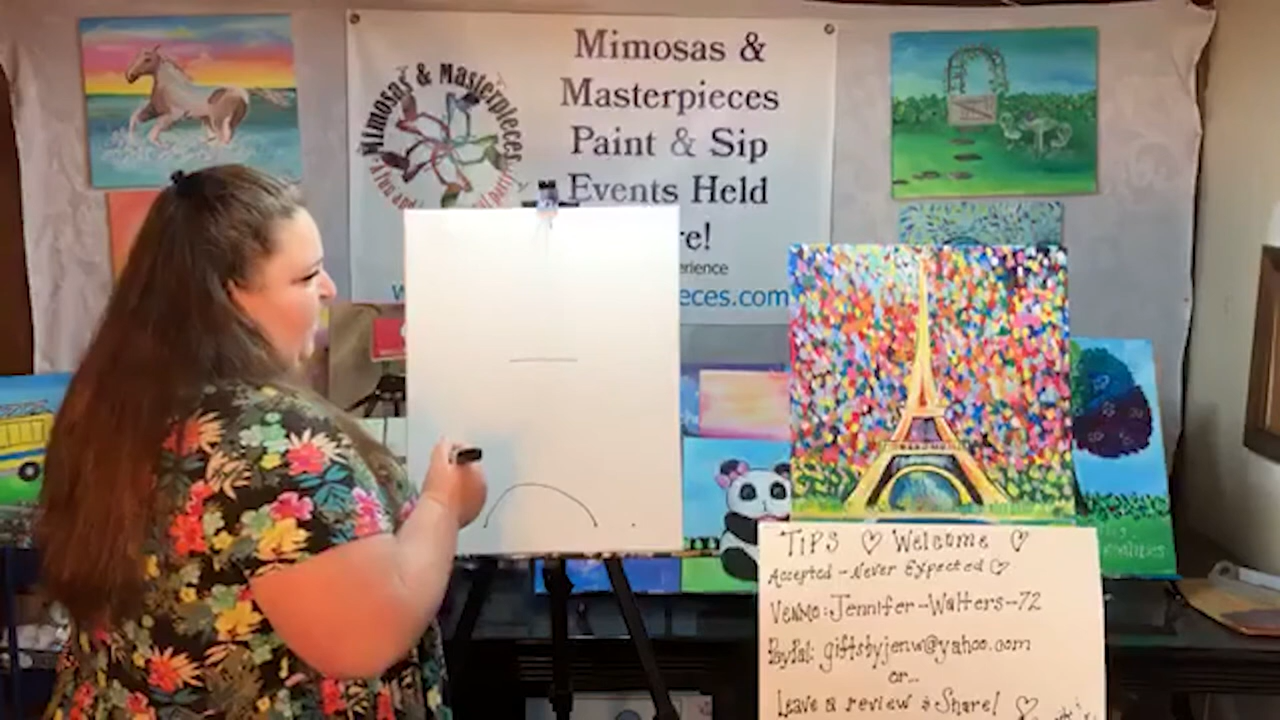 Mimosas & Masterpieces
Mimosas &
Masterpieces
Paint & Sip
Events Held
re!
erience
w
eces.com
TIPS ♡ Welcome ♡
Accepted - Never Expected ♡
Venmo: Jennifer-Walters-72
PayPal: giftsbyjenw@yahoo.com
or...
Leave a review & Share! ♡